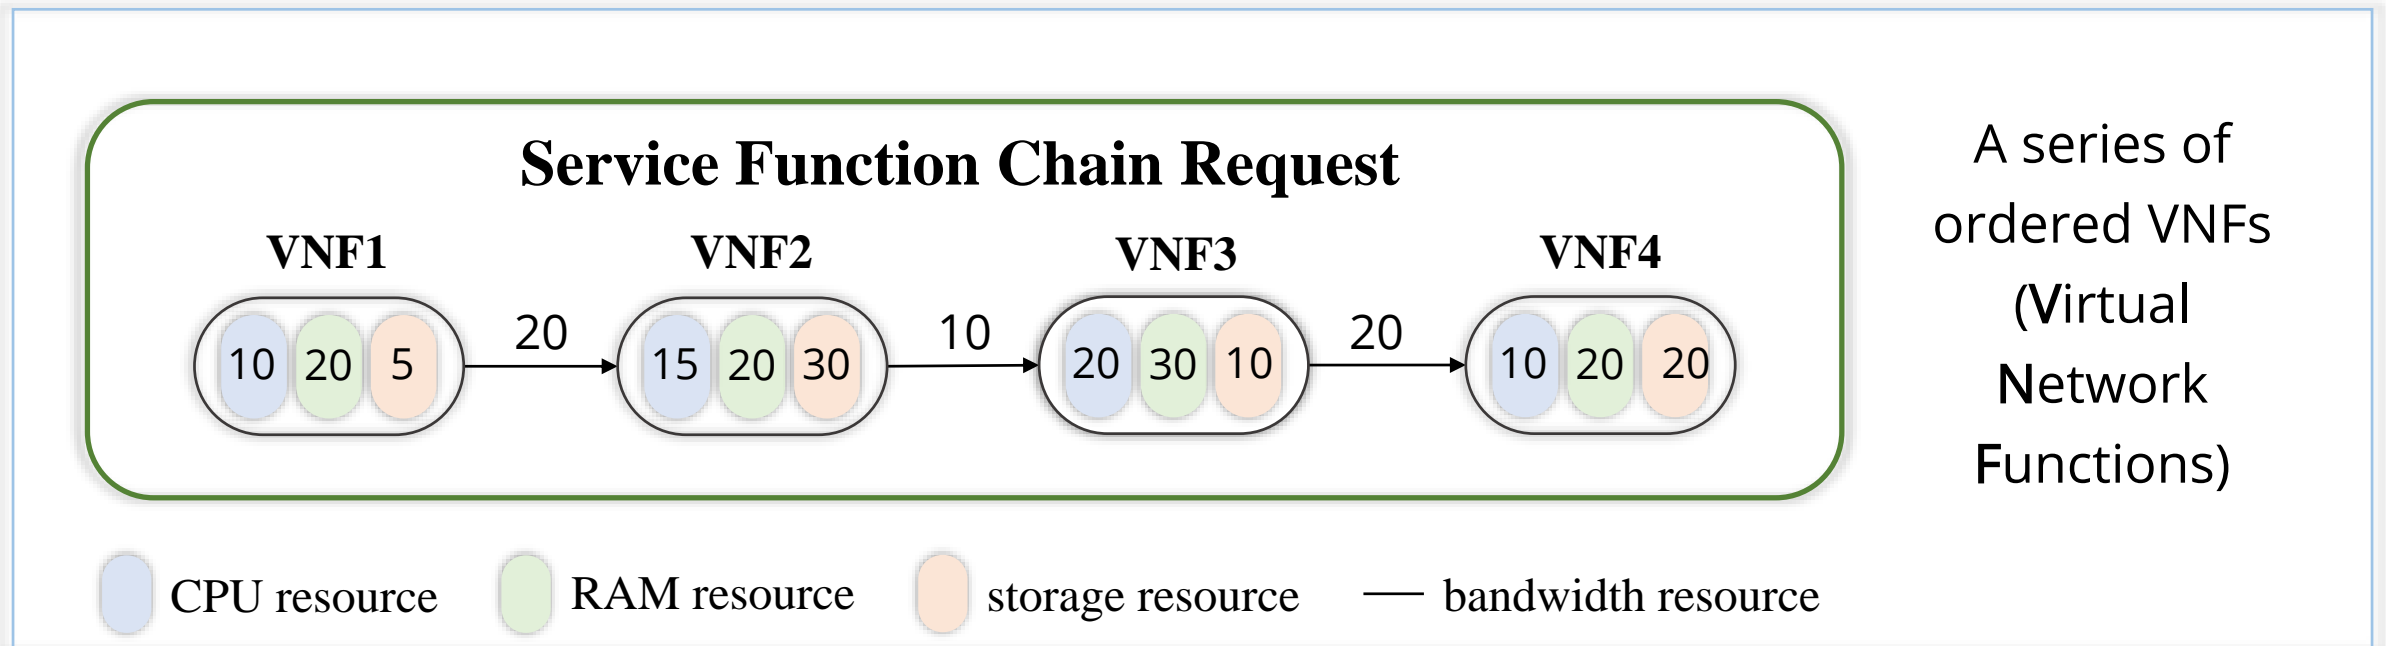 Service Function Chain Request
VNF1 VNF2 VNF3 VNF4
20 10 20
10 20 5 15 20 30 20 30 10 10 20 20
CPU resource RAM resource storage resource bandwidth resource
A series of
ordered VNFs
(Virtual
Network
Functions)